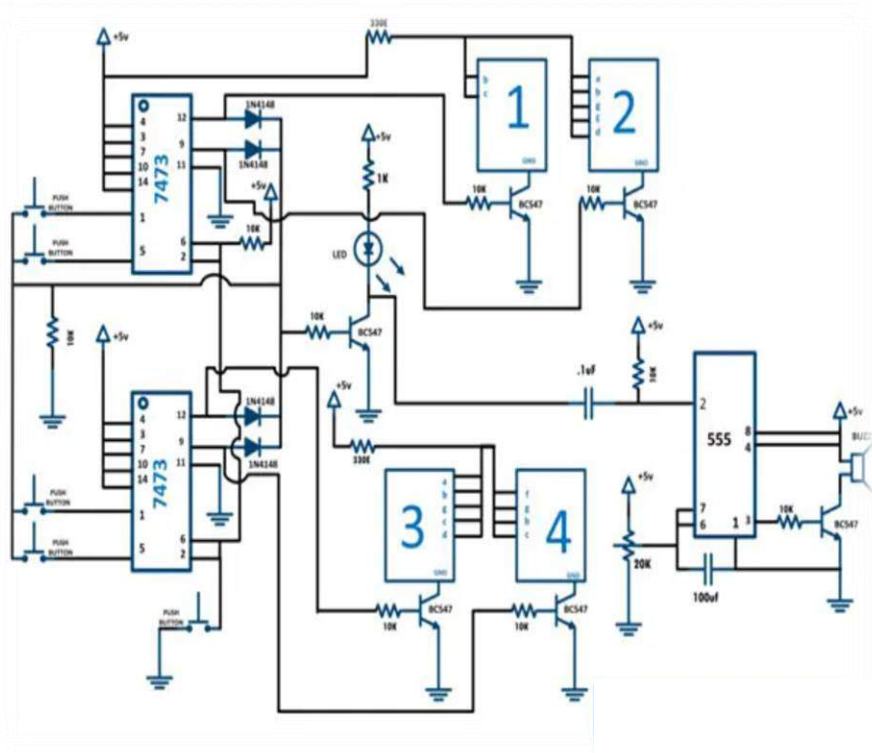 330E
+5v
b
c
1
a
b
g
E
d
2
GND
GND
1N4148
12
4
3
7
10
14
7473
9
11
1N4148
+5v
+5v
1K
10K
BC547
10K
BC547
PUSH
BUTTON
1
PUSH
BUTTON
5
6
2
10K
LED
10K
BC547
10K
+5v
+5v
.1uF
10K
2
555
8
4
+5v
12
4
3
7
10
14
7473
9
11
1N4148
1N4148
+5v
330E
a
b
g
c
d
3
GND
f
g
b
c
4
GND
PUSH
BUTTON
1
PUSH
BUTTON
5
6
2
+5v
7
6
1
3
10K
BC547
20K
100uf
PUSH
BUTTON
10K
BC547
10K
BC547